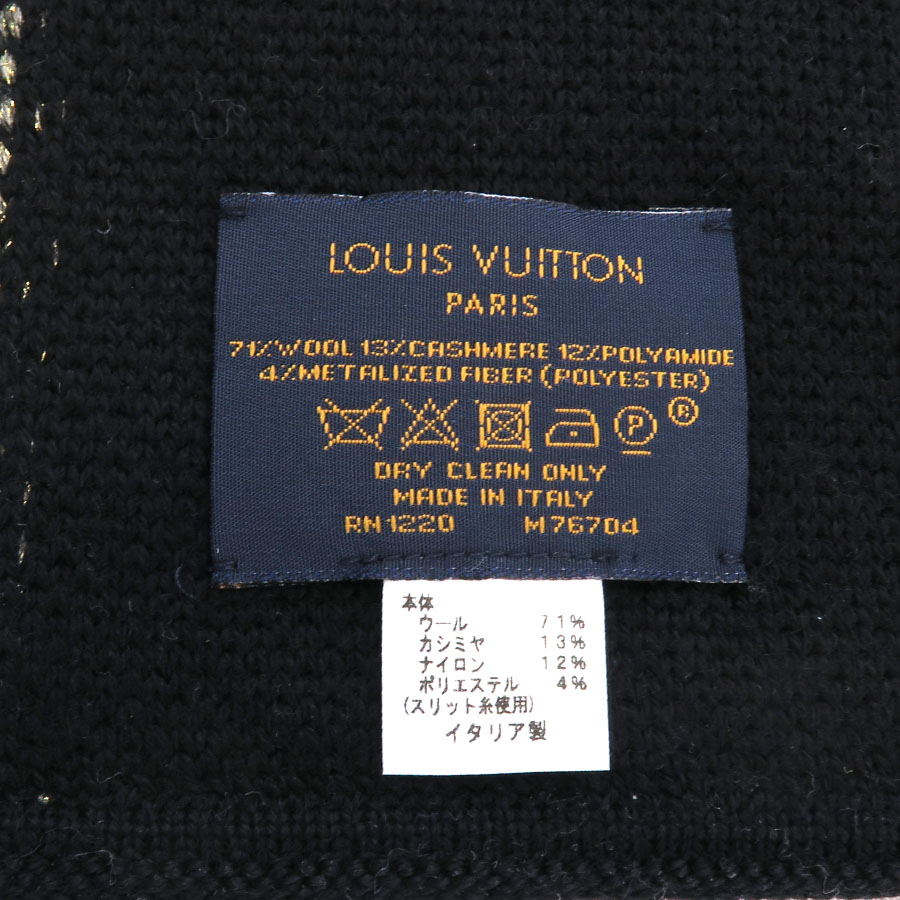 LOUIS VUITTON
PARIS
71%WOOL 13%CASHMERE 12%POLYAMIDE
4%METALIZED FIBER (POLYESTER)
P ®
DRY CLEAN ONLY
MADE IN ITALY
RN1220 M76704
本体
ウール 71%
カシミヤ 13%
ナイロン 12%
ポリエステル 4%
(スリット糸使用)
イタリア製